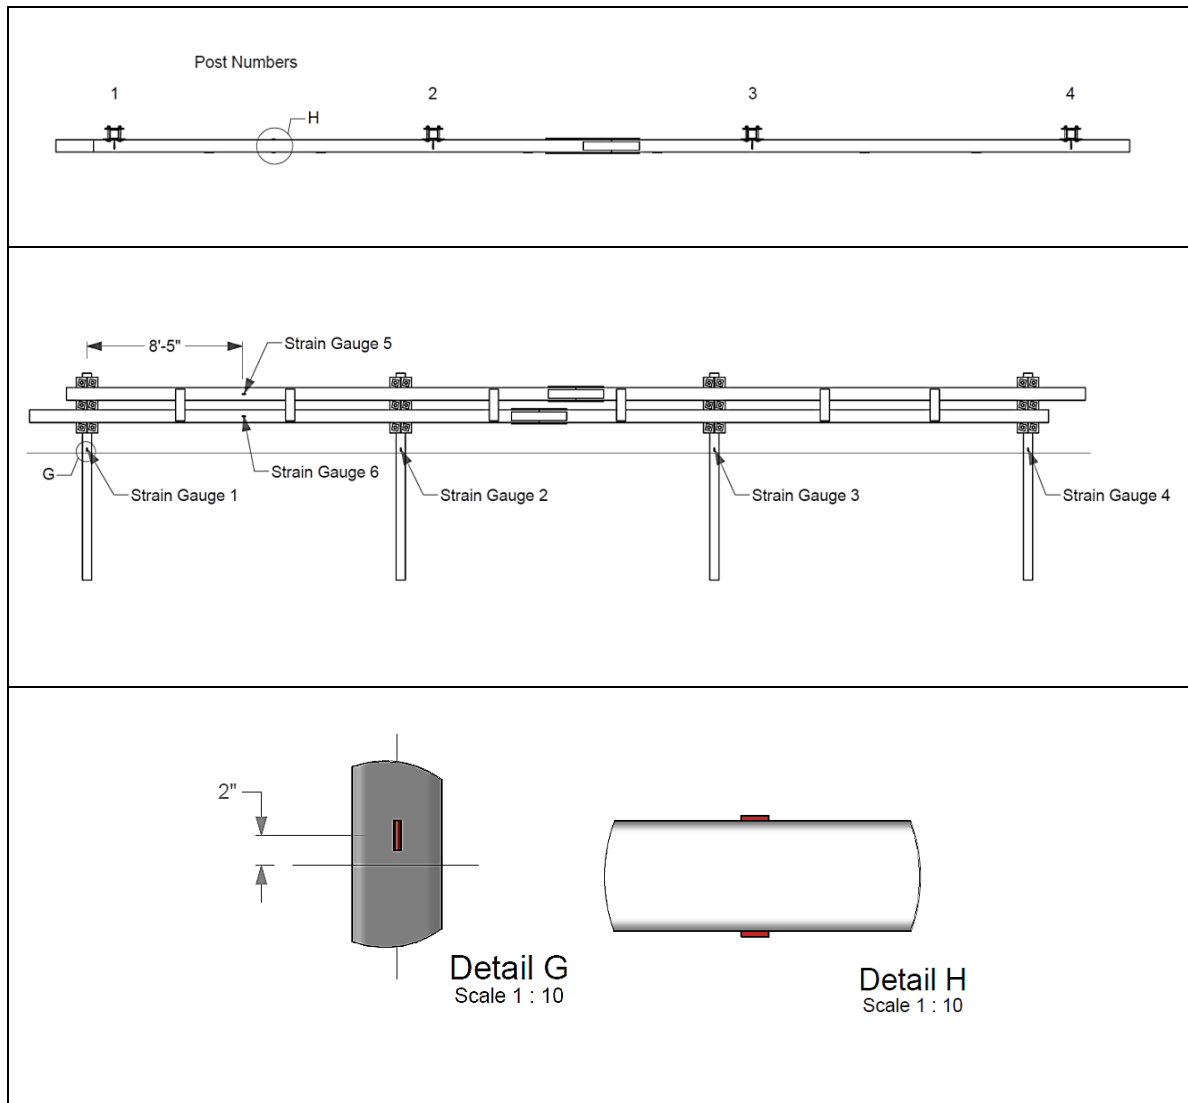 Post Numbers
1 2 3 4
H
8'-5"
Strain Gauge 5
Strain Gauge 6
G
Strain Gauge 1
Strain Gauge 2
Strain Gauge 3
Strain Gauge 4
2"
Detail G
Scale 1 : 10
Detail H
Scale 1 : 10